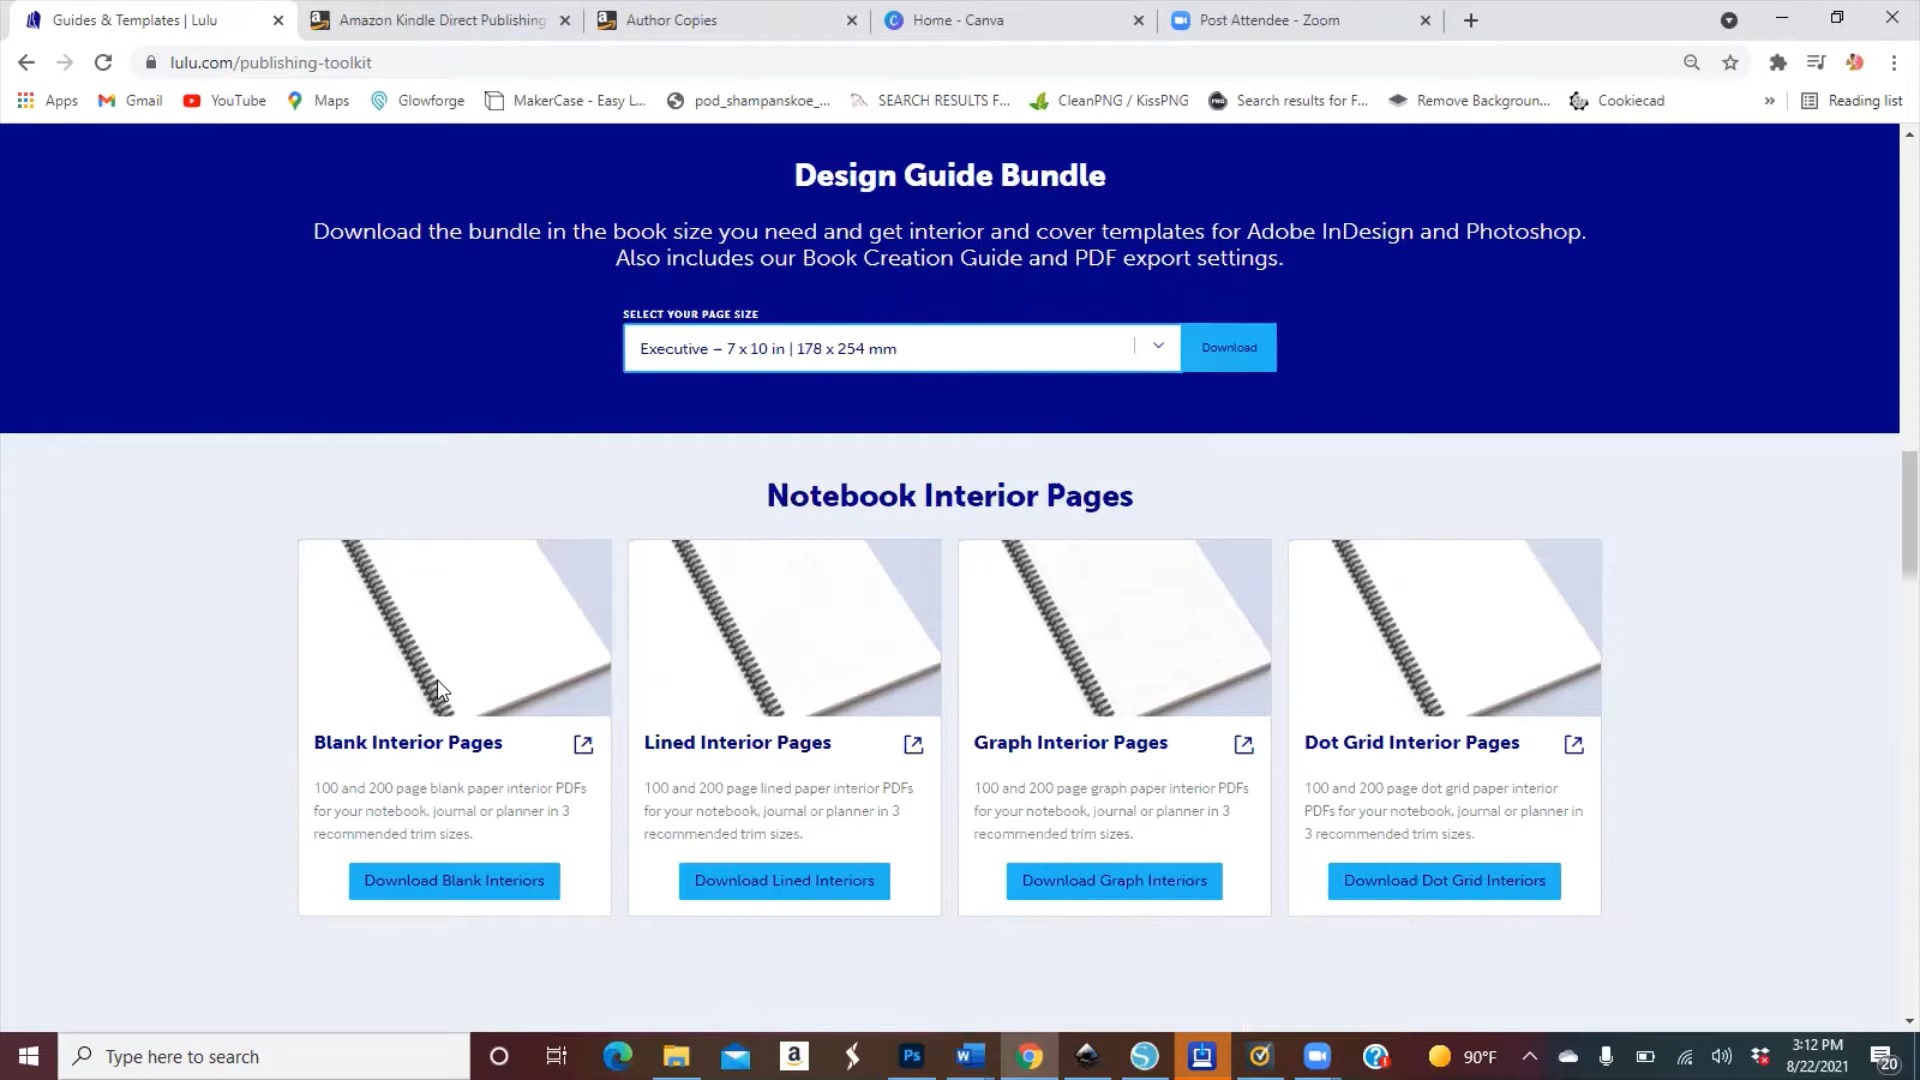 Guides & Templates | Lulu
Amazon Kindle Direct Publishing
Author Copies
Home - Canva
Post Attendee - Zoom
lulu.com/publishing-toolkit
Apps
Gmail
YouTube
Maps
Glowforge
MakerCase - Easy L...
pod_shampanskoe_...
SEARCH RESULTS F...
CleanPNG / KissPNG
Search results for F...
Remove Backgroun...
Cookiecad
»
Reading list
Design Guide Bundle
Download the bundle in the book size you need and get interior and cover templates for Adobe InDesign and Photoshop.
Also includes our Book Creation Guide and PDF export settings.
SELECT YOUR PAGE SIZE
Executive – 7 x 10 in | 178 x 254 mm
Download
Notebook Interior Pages
Blank Interior Pages
100 and 200 page blank paper interior PDFs
for your notebook, journal or planner in 3
recommended trim sizes.
Download Blank Interiors
Lined Interior Pages
100 and 200 page lined paper interior PDFs
for your notebook, journal or planner in 3
recommended trim sizes.
Download Lined Interiors
Graph Interior Pages
100 and 200 page graph paper interior PDFs
for your notebook, journal or planner in 3
recommended trim sizes.
Download Graph Interiors
Dot Grid Interior Pages
100 and 200 page dot grid paper interior
PDFs for your notebook, journal or planner in
3 recommended trim sizes.
Download Dot Grid Interiors
Type here to search
Ps
W
90°F
3:12 PM
8/22/2021
20